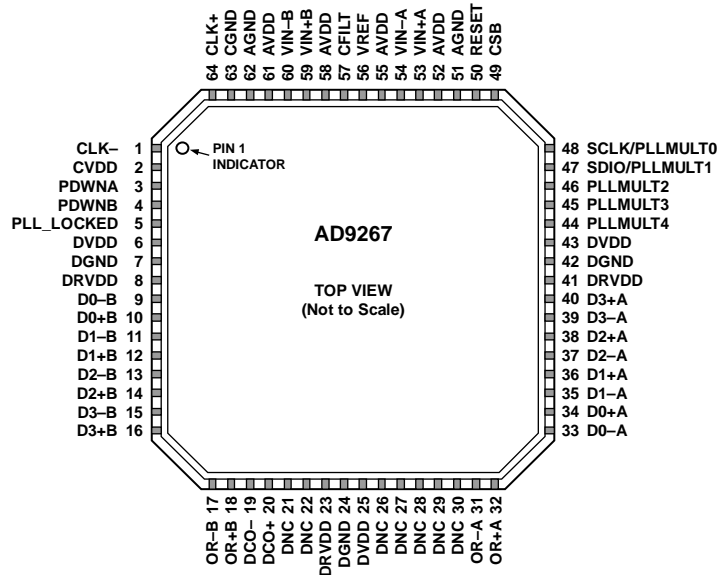 64 CLK+
63 CGND
62 AGND
61 AVDD
60 VIN–B
59 VIN+B
58 AVDD
57 CFILT
56 VREF
55 AVDD
54 VIN–A
53 VIN+A
52 AVDD
51 AGND
50 RESET
49 CSB
CLK– 1
CVDD 2
PDWNA 3
PDWNB 4
PLL_LOCKED 5
DVDD 6
DGND 7
DRVDD 8
D0–B 9
D0+B 10
D1–B 11
D1+B 12
D2–B 13
D2+B 14
D3–B 15
D3+B 16
PIN 1
INDICATOR
AD9267
TOP VIEW
(Not to Scale)
48 SCLK/PLLMULT0
47 SDIO/PLLMULT1
46 PLLMULT2
45 PLLMULT3
44 PLLMULT4
43 DVDD
42 DGND
41 DRVDD
40 D3+A
39 D3–A
38 D2+A
37 D2–A
36 D1+A
35 D1–A
34 D0+A
33 D0–A
OR–B 17
OR+B 18
DCO– 19
DCO+ 20
DNC 21
DNC 22
DRVDD 23
DGND 24
DVDD 25
DNC 26
DNC 27
DNC 28
DNC 29
DNC 30
OR–A 31
OR+A 32